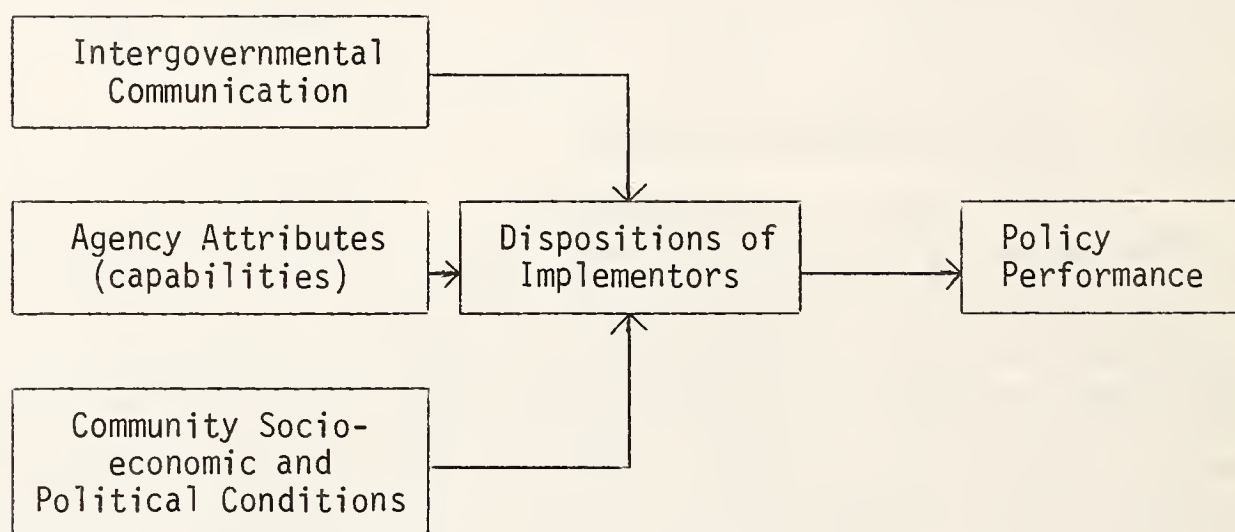 Intergovernmental
Communication
Agency Attributes
(capabilities)
Dispositions of
Implementors
Policy
Performance
Community Socio-
economic and
Political Conditions